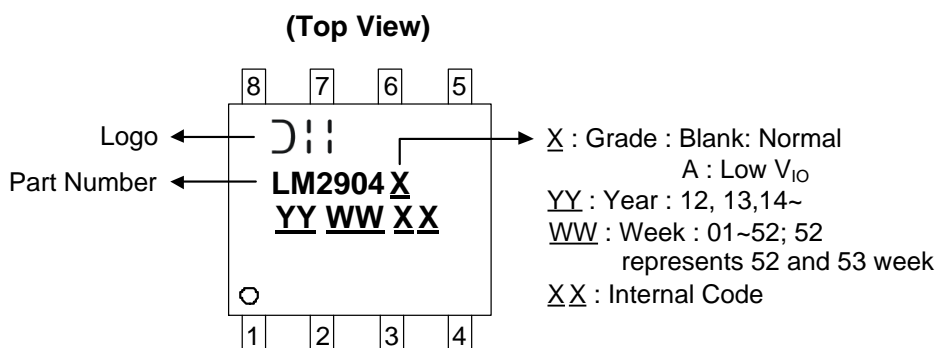 (Top View)
8 7 6 5
Logo
Part Number
LM2904 X
YY WW X X
1 2 3 4
X : Grade : Blank: Normal
A : Low VIO
YY : Year : 12, 13,14~
WW : Week : 01~52; 52
represents 52 and 53 week
X X : Internal Code